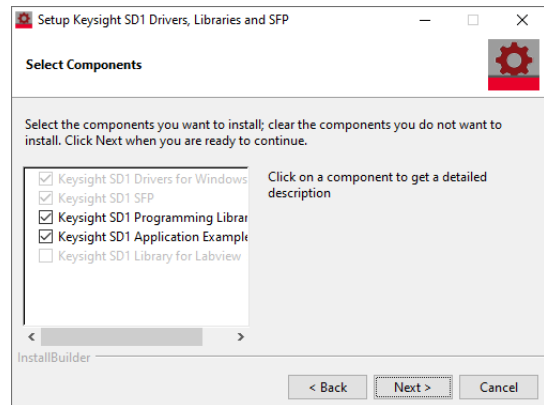 Setup Keysight SD1 Drivers, Libraries and SFP
Select Components
Select the components you want to install; clear the components you do not want to
install. Click Next when you are ready to continue.
Keysight SD1 Drivers for Windows
Keysight SD1 SFP
Keysight SD1 Programming Librar
Keysight SD1 Application Example
Keysight SD1 Library for Labview
Click on a component to get a detailed
description
InstallBuilder
< Back
Next >
Cancel